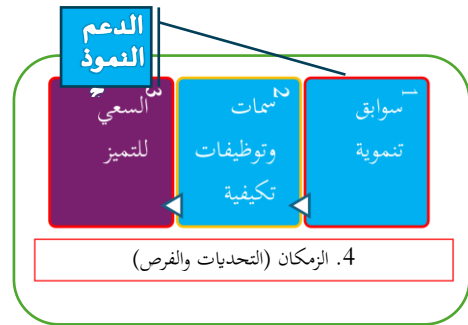 الدعم
النموذ
1
سوابق
تنموية
2
سمات
وتوظيفات
تكيفية
3
السعي
للتميز
4. الزمكان (التحديات والفرص)